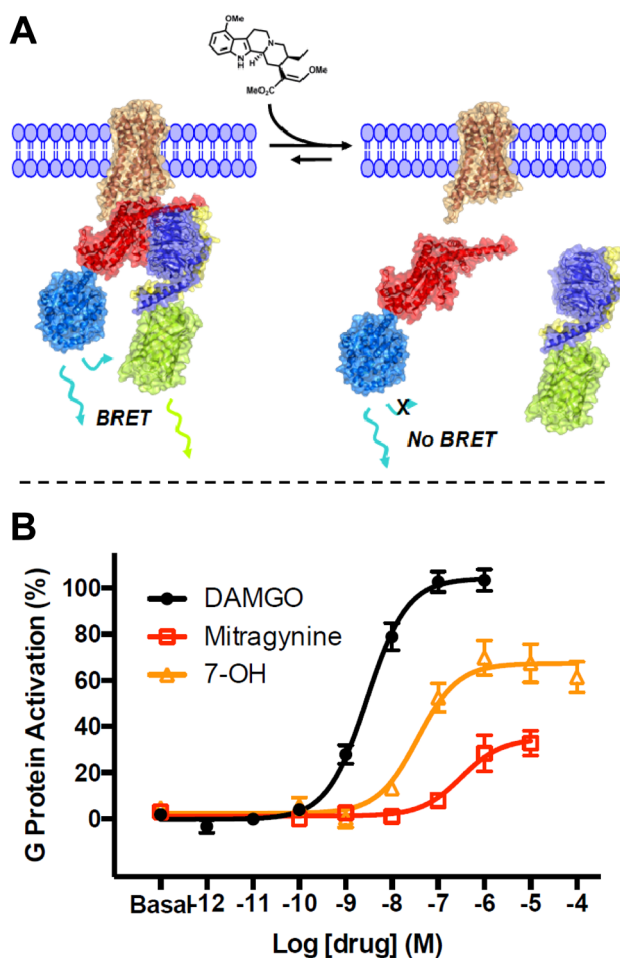 A
OMe
N
N
H
H
OMe
MeO₂C
BRET
X
No BRET
B
G Protein Activation (%)
100
80
60
40
20
0
DAMGO
Mitragynine
7-OH
Basal -12 -11 -10 -9 -8 -7 -6 -5 -4
Log [drug] (M)